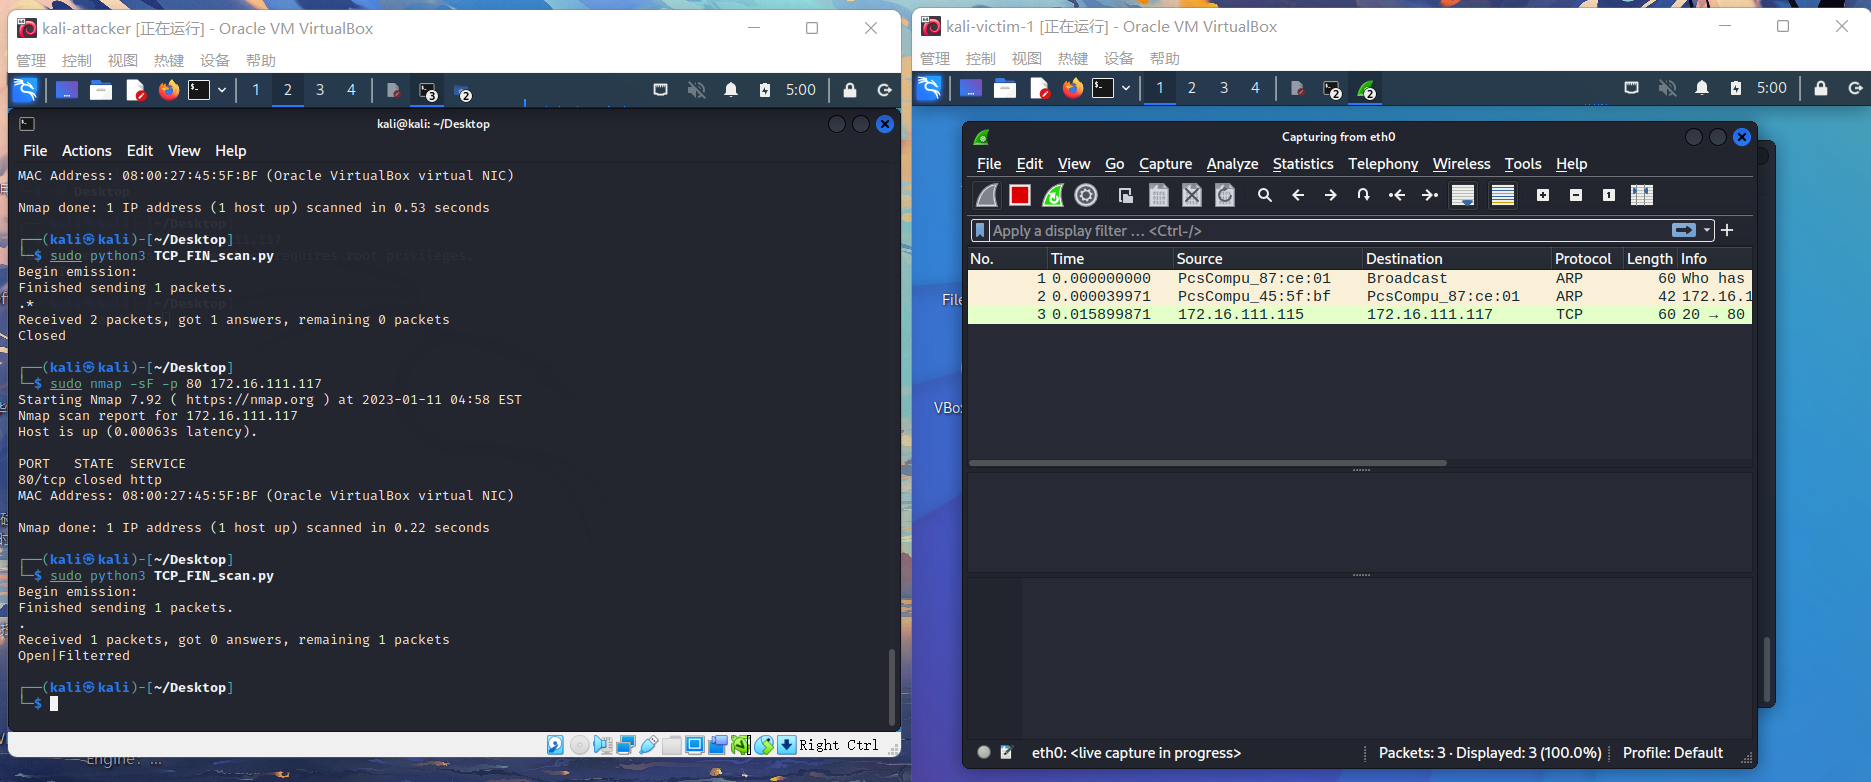 kali-attacker [正在运行] - Oracle VM VirtualBox
管理 控制 视图 热键 设备 帮助
1 2 3 4
3
2
5:00
kali@kali: ~/Desktop
File Actions Edit View Help
MAC Address: 08:00:27:45:5F:BF (Oracle VirtualBox virtual NIC)
Nmap done: 1 IP address (1 host up) scanned in 0.53 seconds
┌──(kali㉿kali)-[~/Desktop]
└─$ sudo python3 TCP_FIN_scan.py
Begin emission:
Finished sending 1 packets.
.*
Received 2 packets, got 1 answers, remaining 0 packets
Closed
┌──(kali㉿kali)-[~/Desktop]
└─$ sudo nmap -sF -p 80 172.16.111.117
Starting Nmap 7.92 ( https://nmap.org ) at 2023-01-11 04:58 EST
Nmap scan report for 172.16.111.117
Host is up (0.00063s latency).
PORT STATE SERVICE
80/tcp closed http
MAC Address: 08:00:27:45:5F:BF (Oracle VirtualBox virtual NIC)
Nmap done: 1 IP address (1 host up) scanned in 0.22 seconds
┌──(kali㉿kali)-[~/Desktop]
└─$ sudo python3 TCP_FIN_scan.py
Begin emission:
Finished sending 1 packets.
.
Received 1 packets, got 0 answers, remaining 1 packets
Open|Filterred
┌──(kali㉿kali)-[~/Desktop]
└─$
Right Ctrl
Engine: ...
kali-victim-1 [正在运行] - Oracle VM VirtualBox
管理 控制 视图 热键 设备 帮助
1 2 3 4
2
2
5:00
File
VBox
Capturing from eth0
File Edit View Go Capture Analyze Statistics Telephony Wireless Tools Help
Apply a display filter ... <Ctrl-/>
No. Time Source Destination Protocol Length Info
1 0.000000000 PcsCompu_87:ce:01 Broadcast ARP 60 Who has
2 0.000039971 PcsCompu_45:5f:bf PcsCompu_87:ce:01 ARP 42 172.16.1
3 0.015899871 172.16.111.115 172.16.111.117 TCP 60 20 → 80
eth0: <live capture in progress>
Packets: 3 · Displayed: 3 (100.0%)
Profile: Default